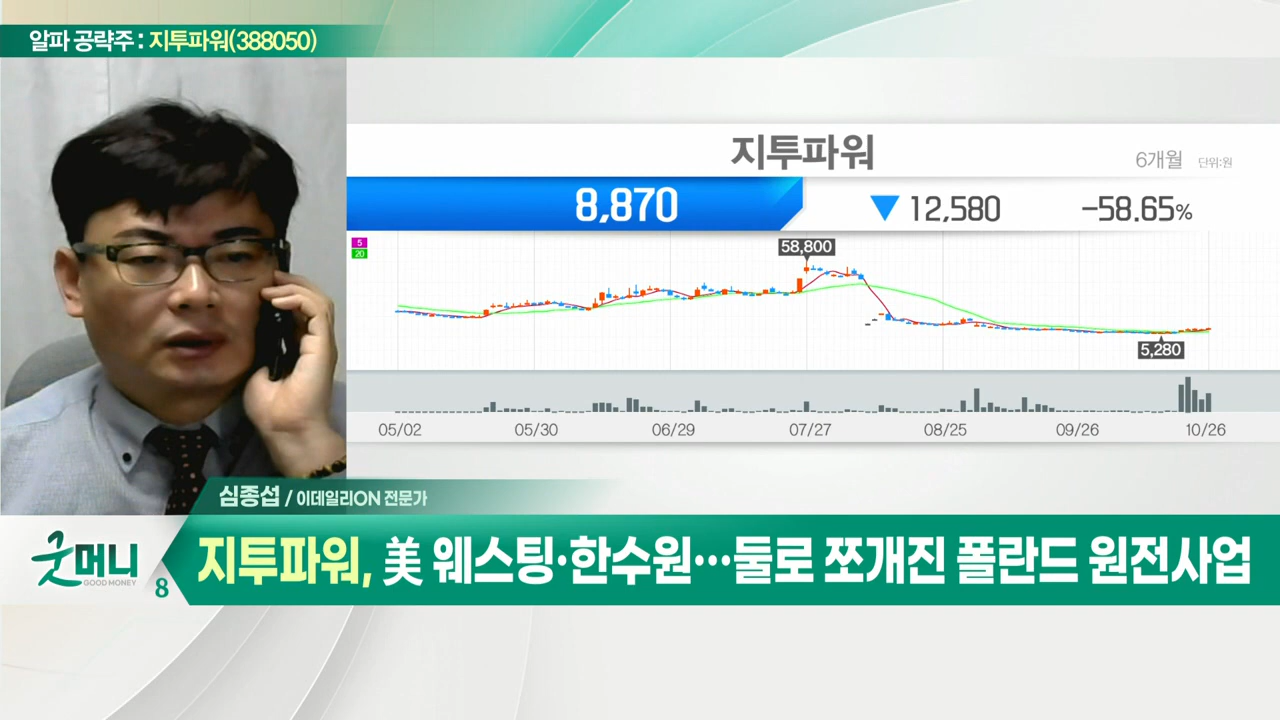 알파 공략주 : 지투파워(388050)
지투파워
6개월 단위:원
8,870 ▼ 12,580 -58.65%
5
20
58,800
5,280
05/02 05/30 06/29 07/27 08/25 09/26 10/26
심종섭 / 이데일리ON 전문가
굿머니
GOOD MONEY
8
지투파워, 美 웨스팅·한수원…둘로 쪼개진 폴란드 원전사업